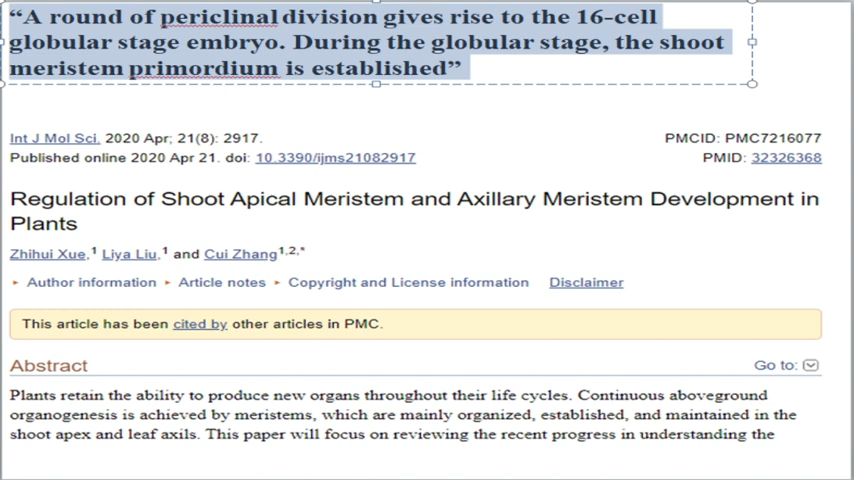 “A round of periclinal division gives rise to the 16-cell
globular stage embryo. During the globular stage, the shoot
meristem primordium is established”
Int J Mol Sci. 2020 Apr; 21(8): 2917. PMCID: PMC7216077
Published online 2020 Apr 21. doi: 10.3390/ijms21082917 PMID: 32326368
Regulation of Shoot Apical Meristem and Axillary Meristem Development in
Plants
Zhihui Xue,1 Liya Liu,1 and Cui Zhang1,2,*
▸ Author information ▸ Article notes ▸ Copyright and License information Disclaimer
This article has been cited by other articles in PMC.
Abstract Go to:
Plants retain the ability to produce new organs throughout their life cycles. Continuous aboveground
organogenesis is achieved by meristems, which are mainly organized, established, and maintained in the
shoot apex and leaf axils. This paper will focus on reviewing the recent progress in understanding the